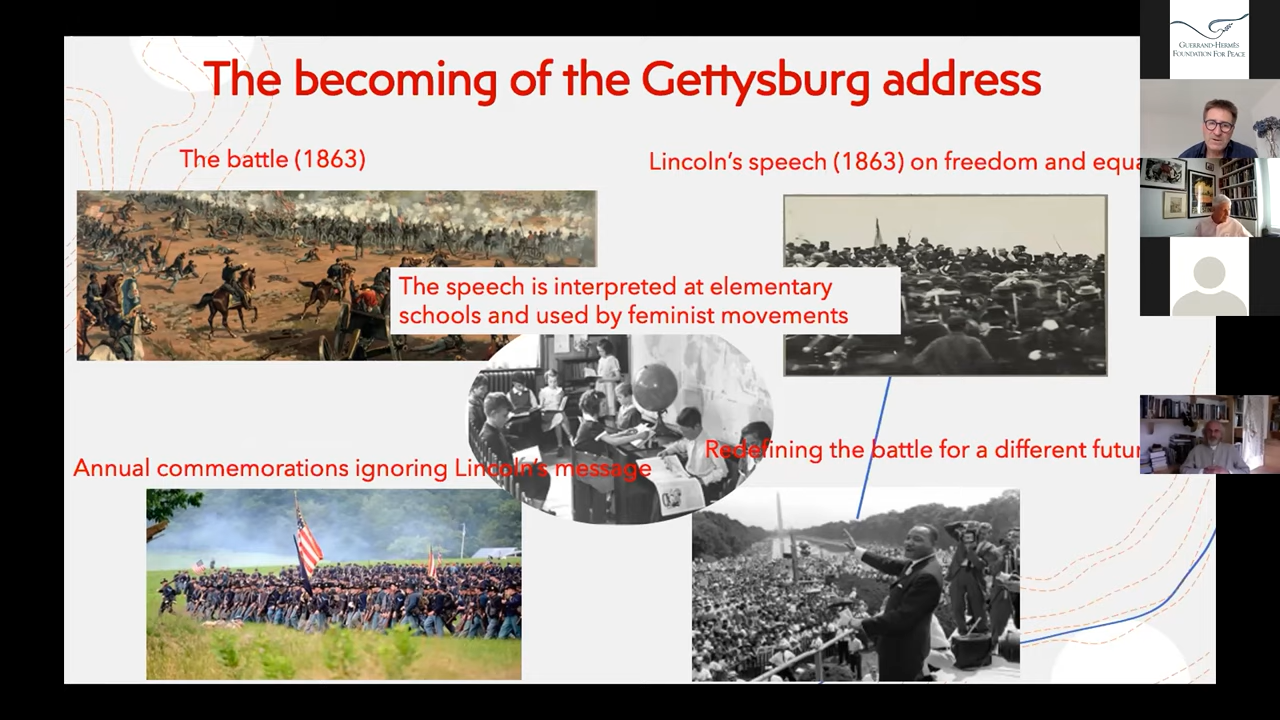 The becoming of the Gettysburg address
The battle (1863)
Lincoln's speech (1863) on freedom and equa
The speech is interpreted at elementary
schools and used by feminist movements
Annual commemorations ignoring Lincoln's message
Redefining the battle for a different futur
GUERRAND-HERMÈS
FOUNDATION FOR PEACE